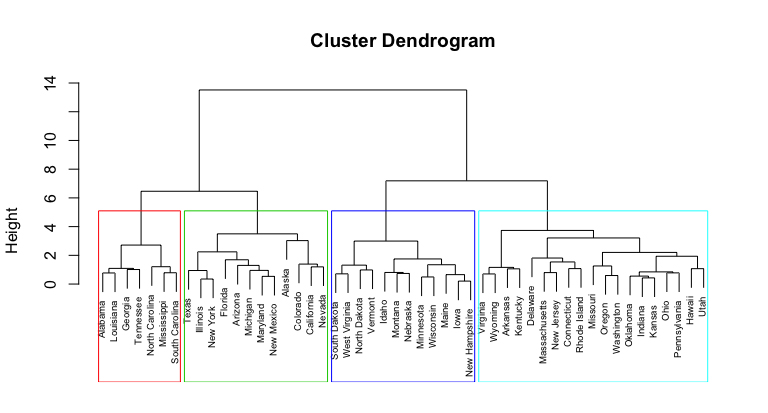 Cluster Dendrogram
Height
14
10
8
6
4
2
0
Alabama
Louisiana
Georgia
Tennessee
North Carolina
Mississippi
South Carolina
Texas
Illinois
New York
Florida
Arizona
Michigan
Maryland
New Mexico
Alaska
Colorado
California
Nevada
South Dakota
West Virginia
North Dakota
Vermont
Idaho
Montana
Nebraska
Minnesota
Wisconsin
Maine
Iowa
New Hampshire
Virginia
Wyoming
Arkansas
Kentucky
Delaware
Massachusetts
New Jersey
Connecticut
Rhode Island
Missouri
Oregon
Washington
Oklahoma
Indiana
Kansas
Ohio
Pennsylvania
Hawaii
Utah